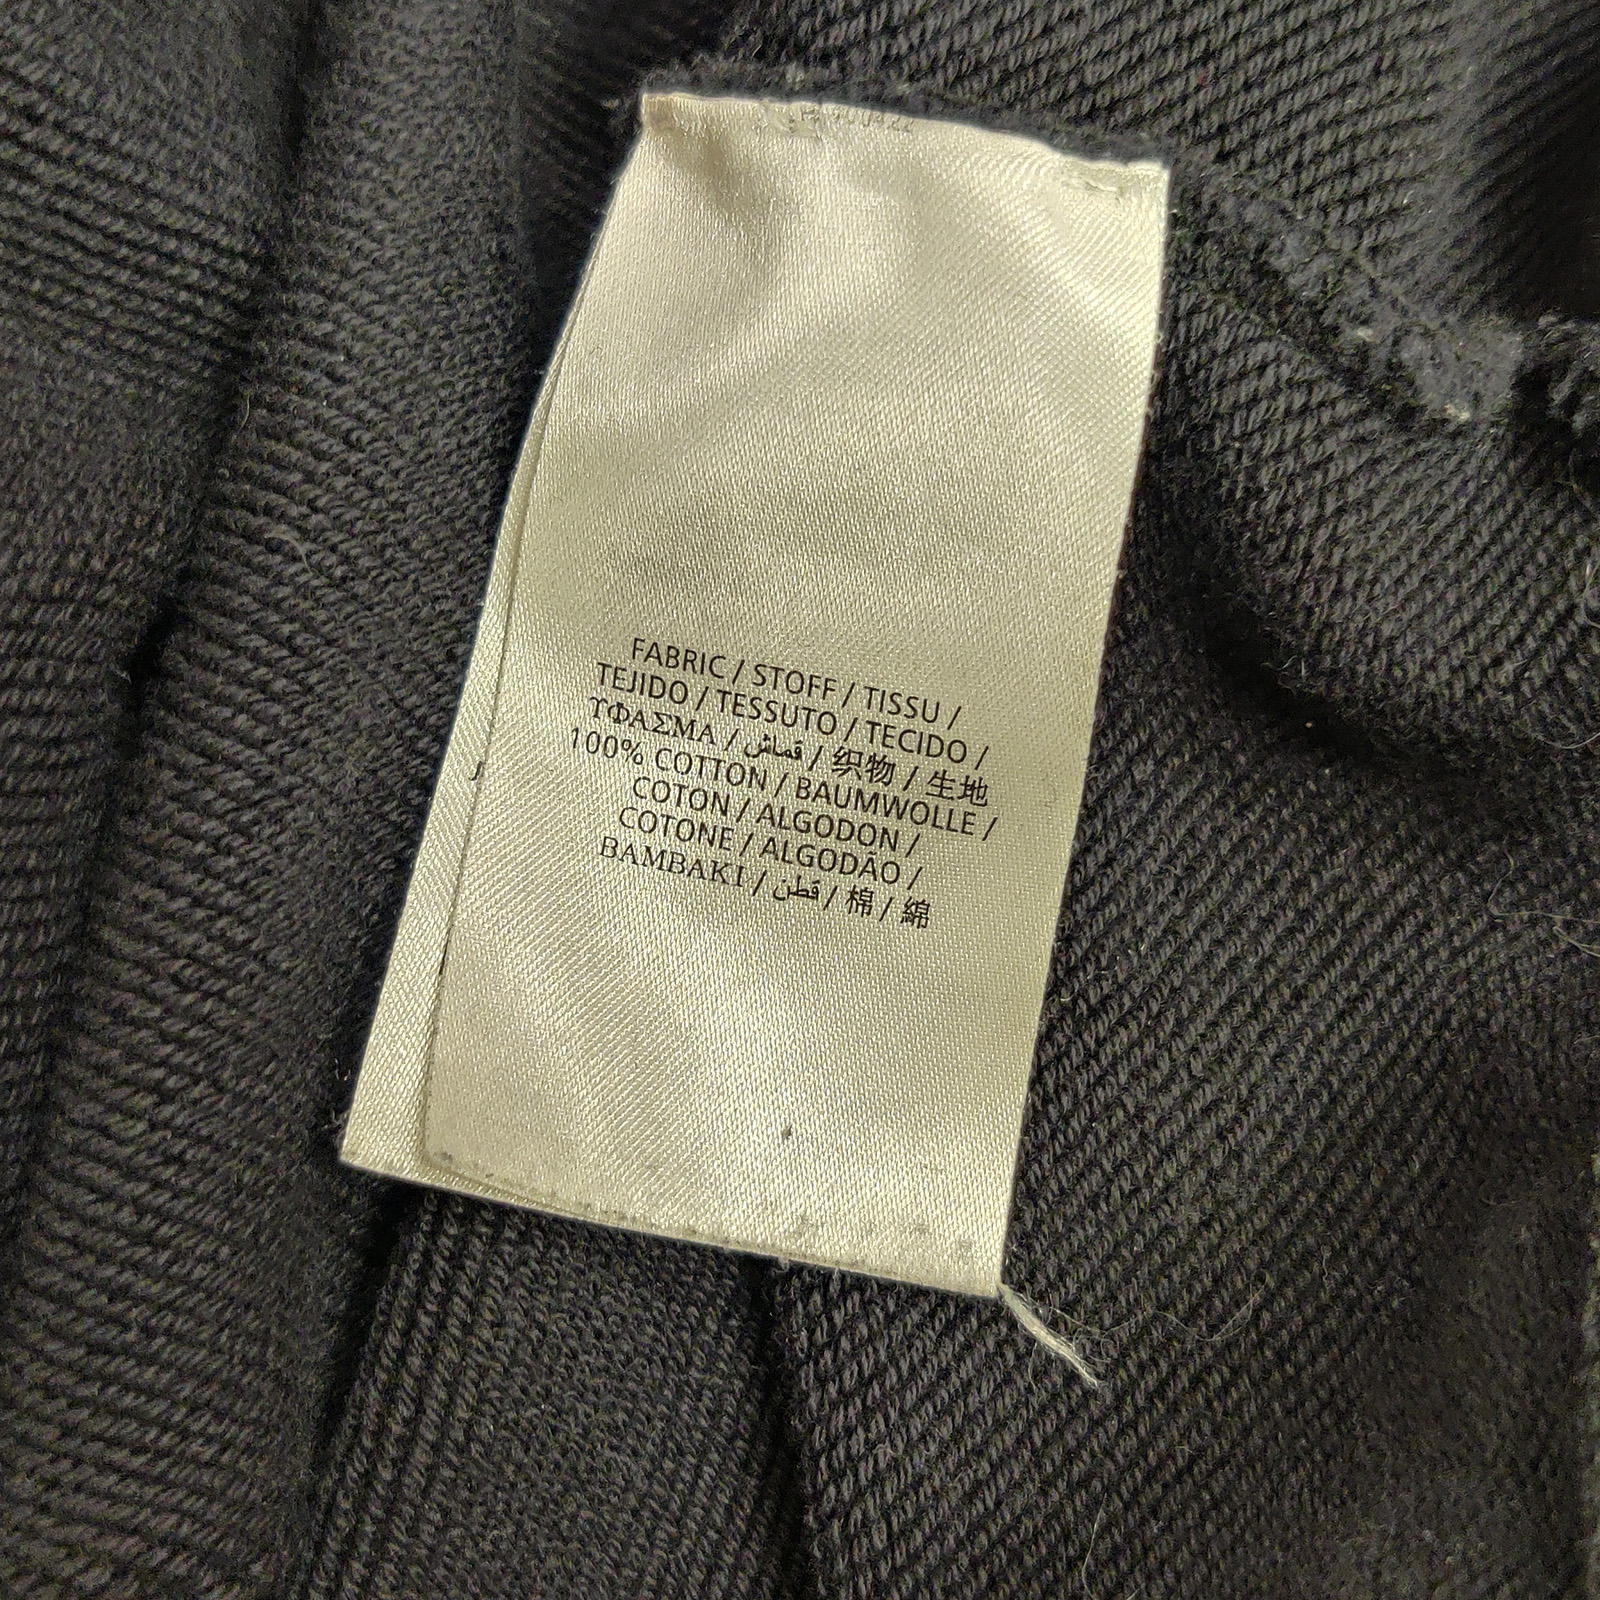 FABRIC / STOFF / TISSU /
TEJIDO / TESSUTO / TECIDO /
ΥΦΑΣΜΑ / قماش / 织物 / 生地
100% COTTON / BAUMWOLLE /
COTON / ALGODON /
COTONE / ALGODÃO /
BAMBAKI / قطن / 棉 / 綿